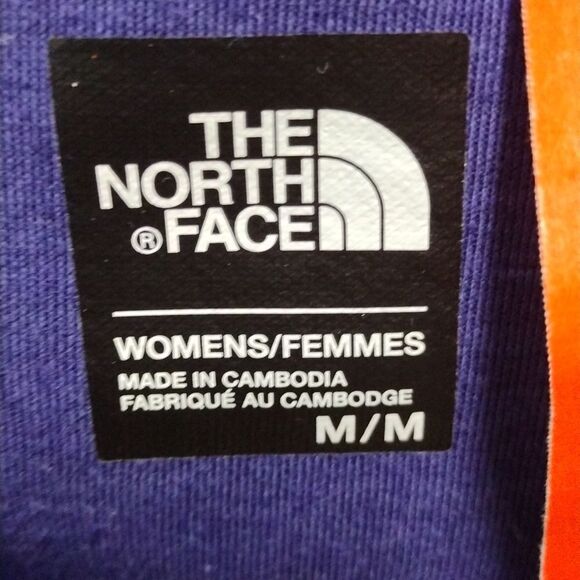 THE
NORTH
® FACE
WOMENS/FEMMES
MADE IN CAMBODIA
FABRIQUÉ AU CAMBODGE
M/M